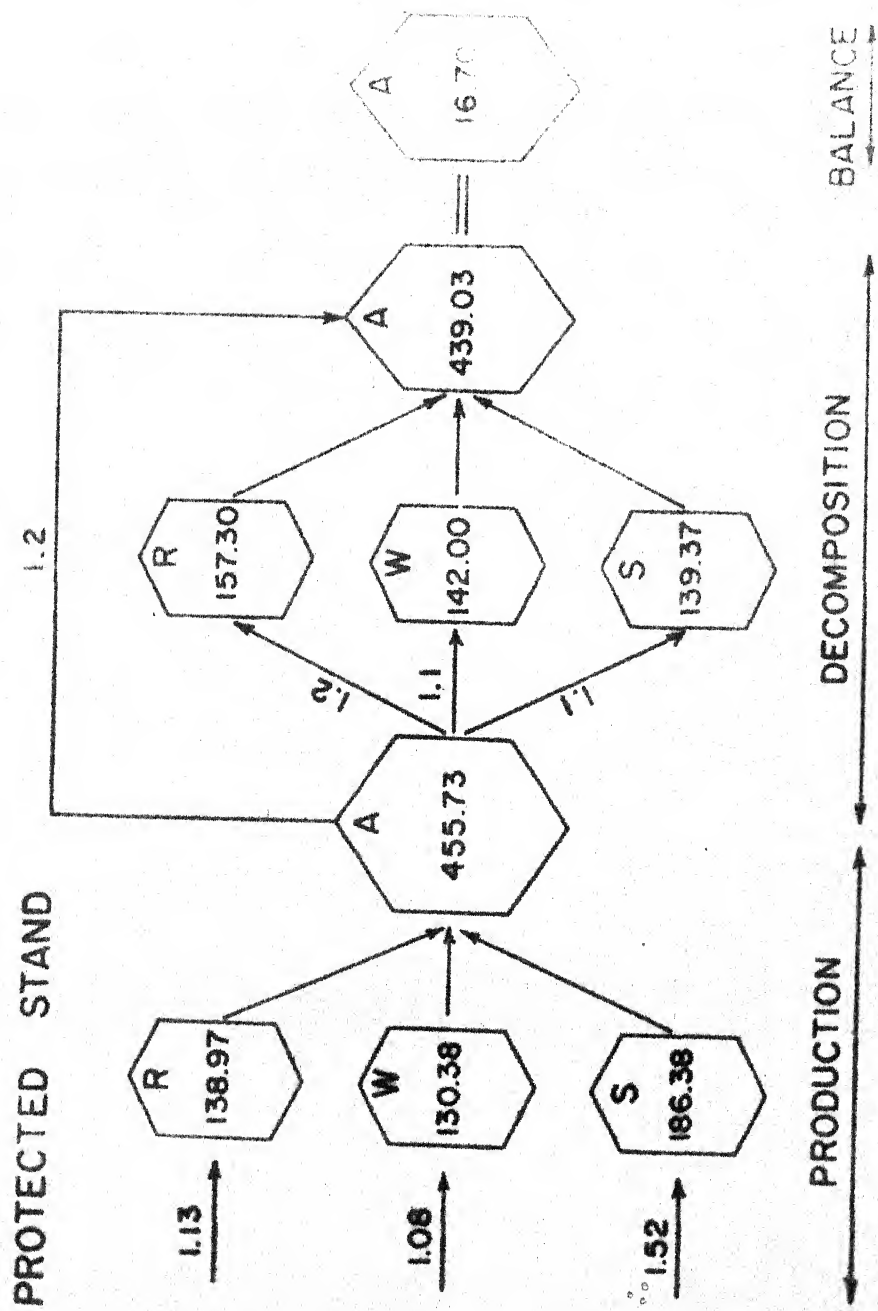 PROTECTED STAND
1.2
1.13
R
138.97
1.2
R
157.30
1.08
W
130.38
A
455.73
1.1
W
142.00
A
439.03
A
16.70
1.52
S
186.38
1.1
S
139.37
PRODUCTION
DECOMPOSITION
BALANCE